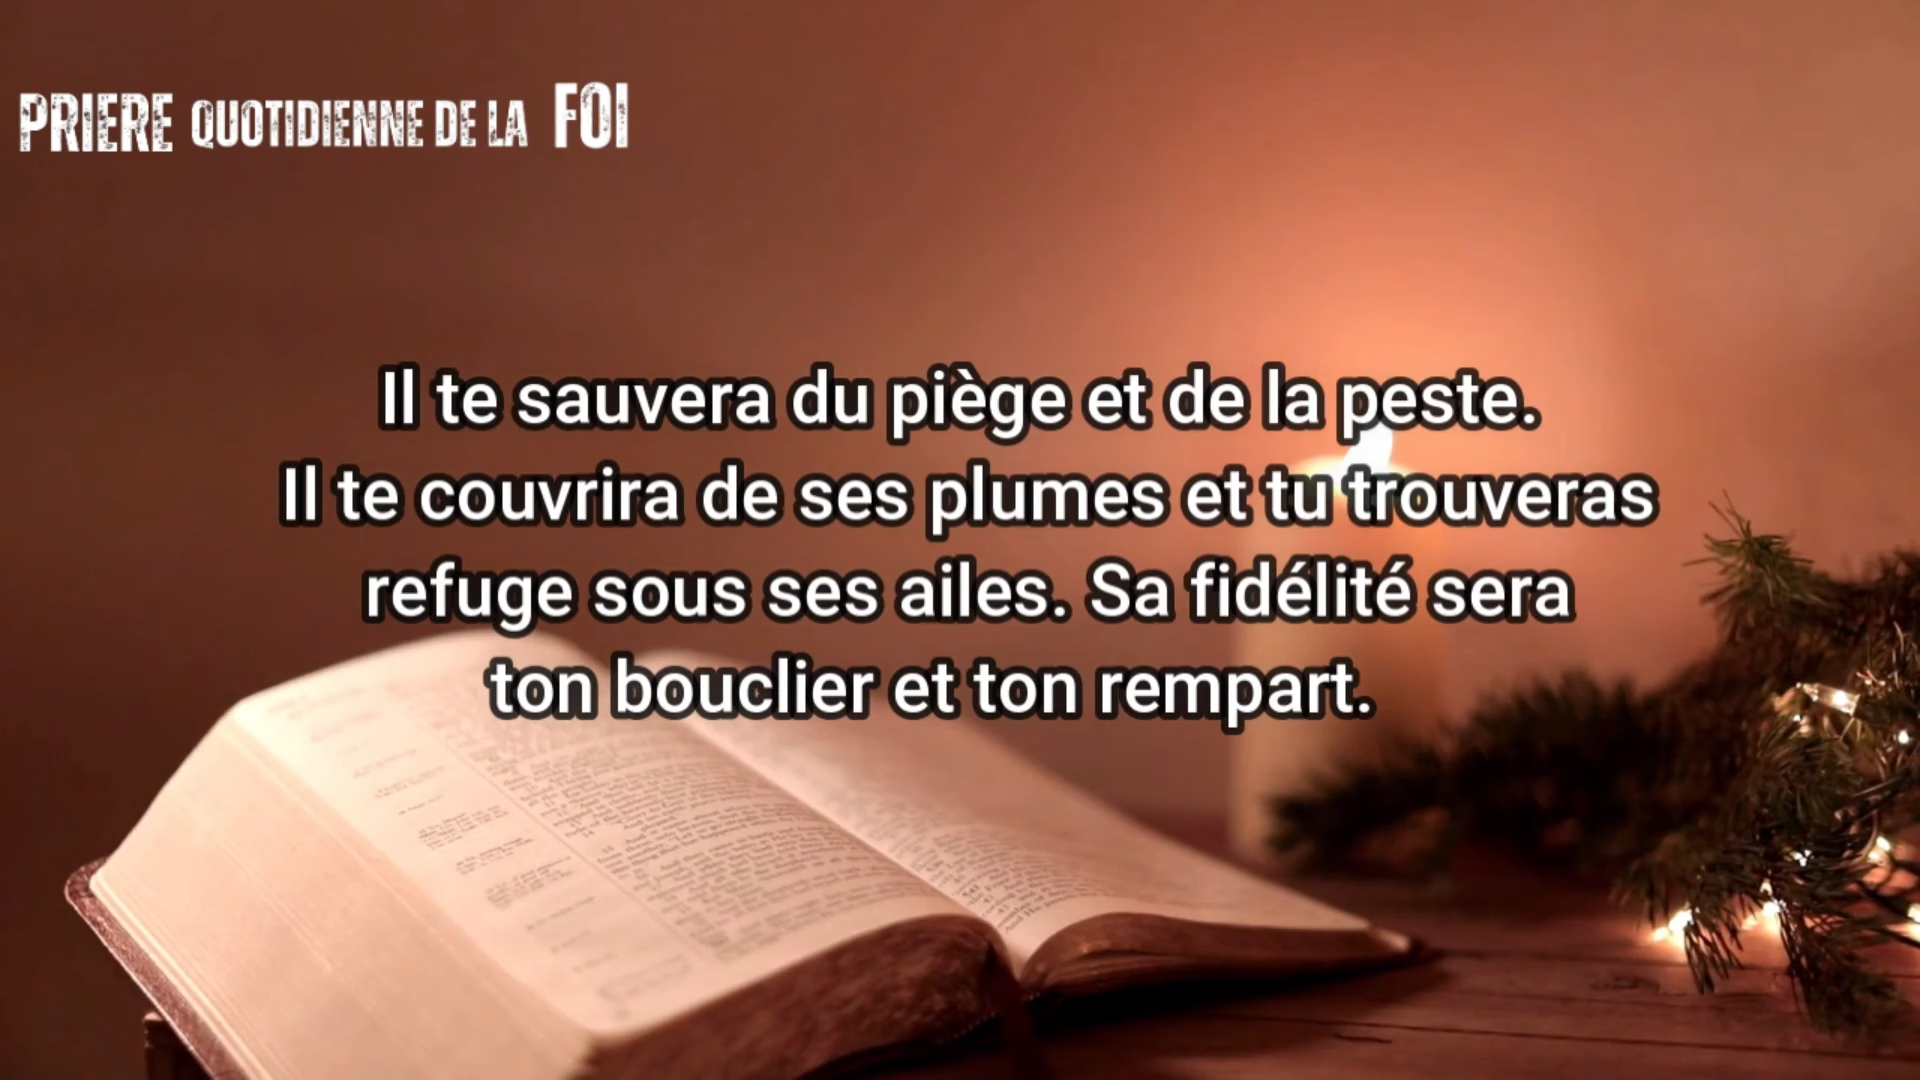 PRIERE QUOTIDIENNE DE LA FOI
Il te sauvera du piège et de la peste.
Il te couvrira de ses plumes et tu trouveras
refuge sous ses ailes. Sa fidélité sera
ton bouclier et ton rempart.